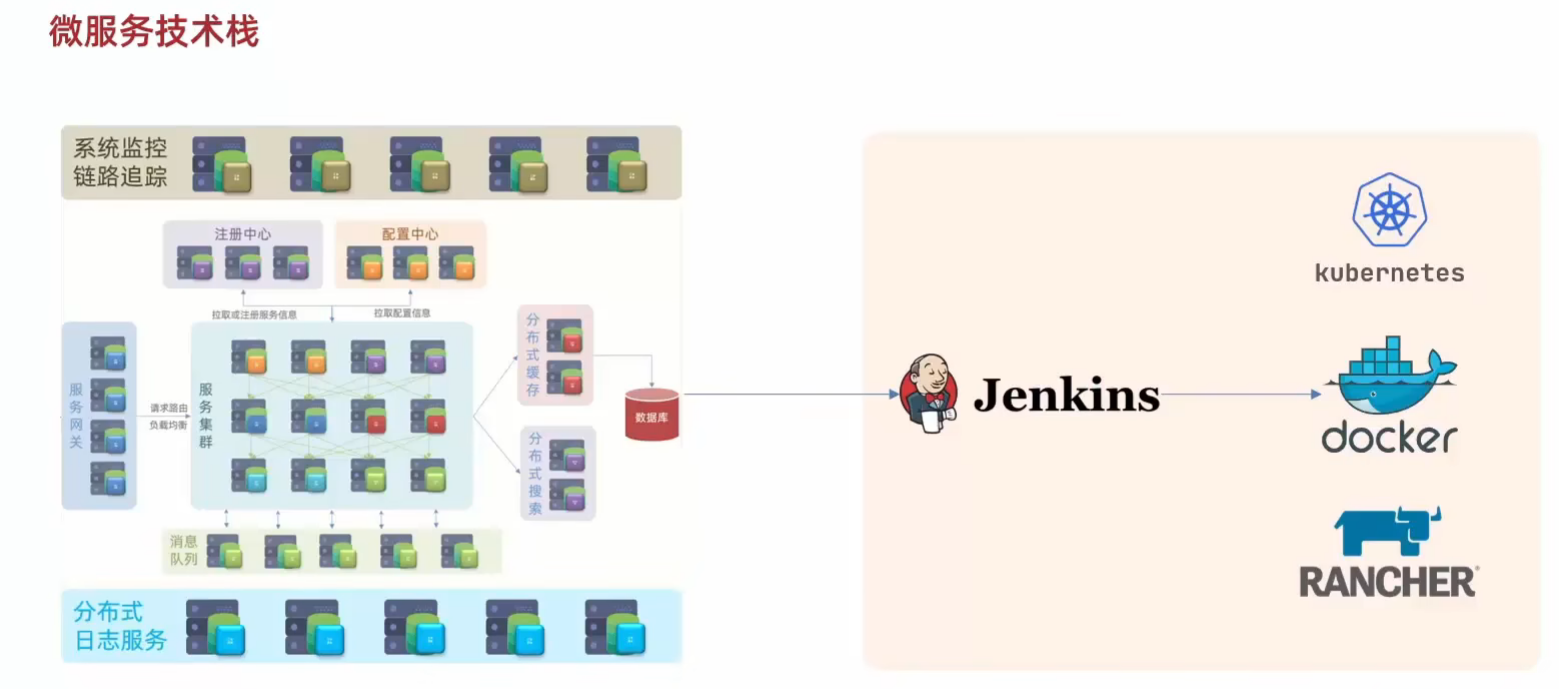 微服务技术栈
系统监控
链路追踪
注册中心
配置中心
拉取或注册服务信息
拉取配置信息
服务网关
请求路由
负载均衡
服务集群
分布式缓存
数据库
分布式搜索
消息
队列
分布式
日志服务
Jenkins
kubernetes
docker
RANCHER